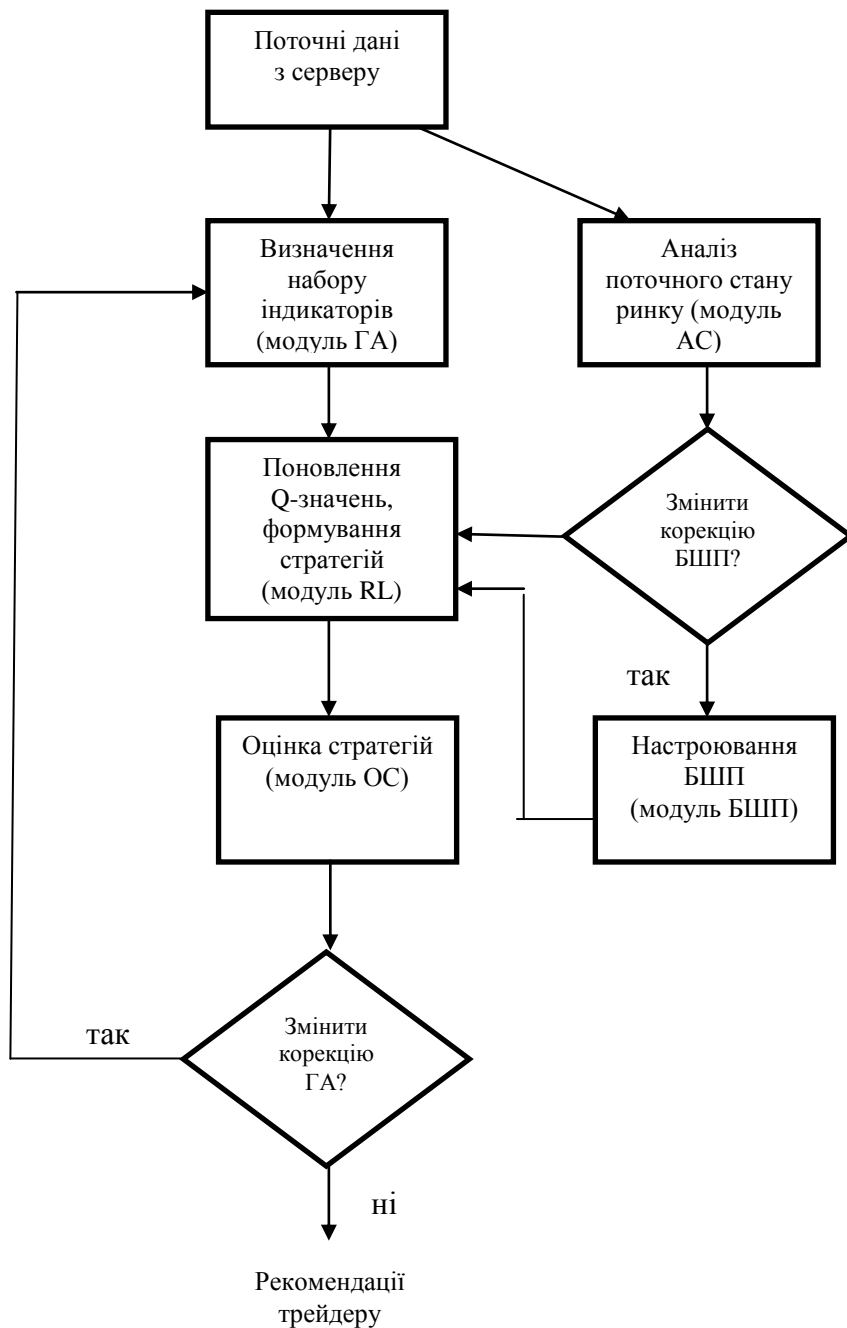 Поточні дані
з серверу
Визначення
набору
індикаторів
(модуль ГА)
Аналіз
поточного стану
ринку (модуль
АС)
Поновлення
Q-значень,
формування
стратегій
(модуль RL)
Змінити
корекцію
БШП?
так
Оцінка стратегій
(модуль ОС)
Настроювання
БШП
(модуль БШП)
так
Змінити
корекцію
ГА?
ні
Рекомендації
трейдеру